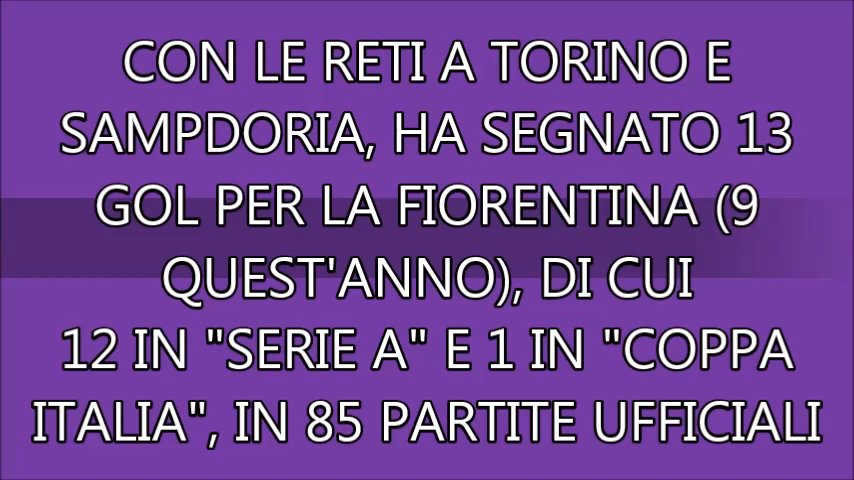 CON LE RETI A TORINO E
SAMPDORIA, HA SEGNATO 13
GOL PER LA FIORENTINA (9
QUEST'ANNO), DI CUI
12 IN "SERIE A" E 1 IN "COPPA
ITALIA", IN 85 PARTITE UFFICIALI